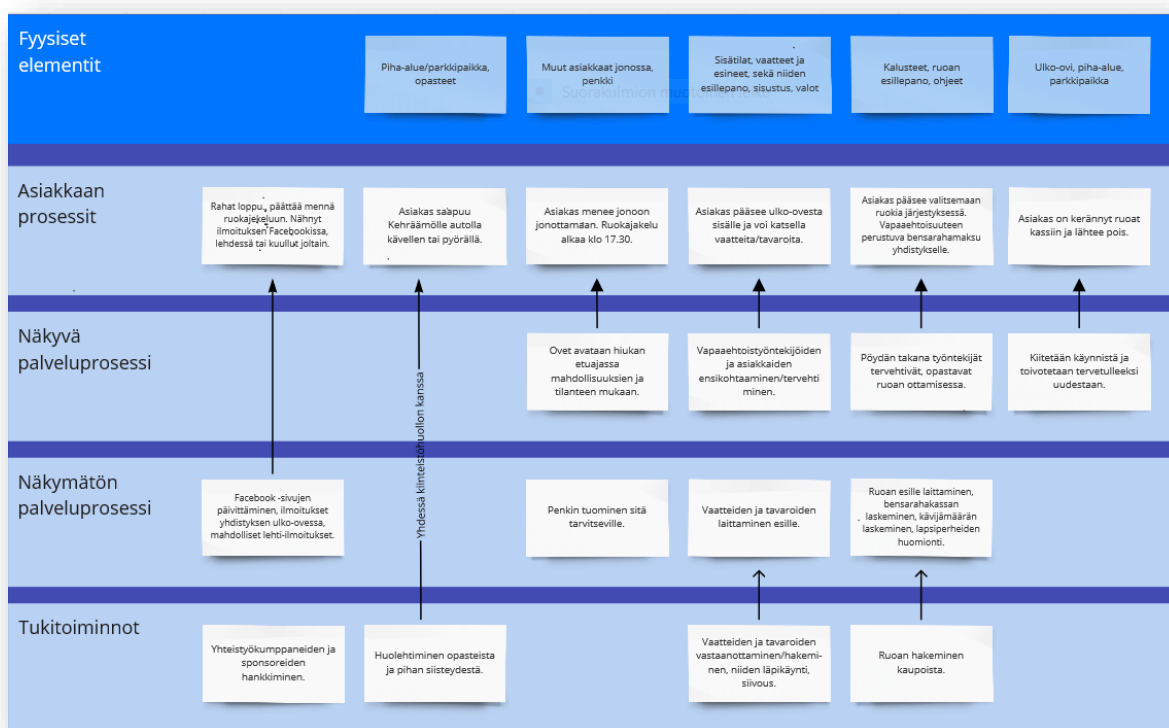 Fyysiset
elementit
Piha-alue/parkkipaikka,
opasteet
Muut asiakkaat jonossa,
penkki
Suorakulmion muotoinen
Sisätilat, vaatteet ja
esineet, sekä niiden
esillepano, sisustus, valot
Kalusteet, ruoan
esillepano, ohjeet
Ulko-ovi, piha-alue,
parkkipaikka
Asiakkaan
prosessit
Rahat loppu, päättää mennä
ruokajekeluun. Nähnyt
ilmoituksen Facebookissa,
lehdessä tai kuullut joltain.
Asiakas saapuu
Kehräämölle autolla
kävellen tai pyörällä.
Asiakas menee jonoon
jonottamaan. Ruokajakelu
alkaa klo 17.30.
Asiakas pääsee ulko-ovesta
sisälle ja voi katsella
vaatteita/tavaroita.
Asiakas pääsee valitsemaan
ruokia järjestyksessä.
Vapaaehtoisuuteen
perustuva bensarahamaksu
yhdistykselle.
Asiakas on kerännyt ruoat
kassiin ja lähtee pois.
Näkyvä
palveluprosessi
Ovet avataan hiukan
etuajassa
mahdollisuuksien ja
tilanteen mukaan.
Vapaaehtoistyöntekijöiden
ja asiakkaiden
ensikohtaaminen/tervehti
minen.
Pöydän takana työntekijät
tervehtivät, opastavat
ruoan ottamisessa.
Kiitetään käynnistä ja
toivotetaan tervetulleeksi
uudestaan.
Yhdessä kiinteistöhuollon kanssa
Näkymätön
palveluprosessi
Facebook -sivujen
päivittäminen, ilmoitukset
yhdistyksen ulko-ovessa,
mahdolliset lehti-ilmoitukset.
Penkin tuominen sitä
tarvitseville.
Vaatteiden ja tavaroiden
laittaminen esille.
Ruoan esille laittaminen,
bensarahakassan
laskeminen, kävijämäärän
laskeminen, lapsiperheiden
huomionti.
Tukitoiminnot
Yhteistyökumppaneiden ja
sponsoreiden
hankkiminen.
Huolehtiminen opasteista
ja pihan siisteydestä.
Vaatteiden ja tavaroiden
vastaanottaminen/hakemi-
nen, niiden läpikäynti,
siivous.
Ruoan hakeminen
kaupoista.